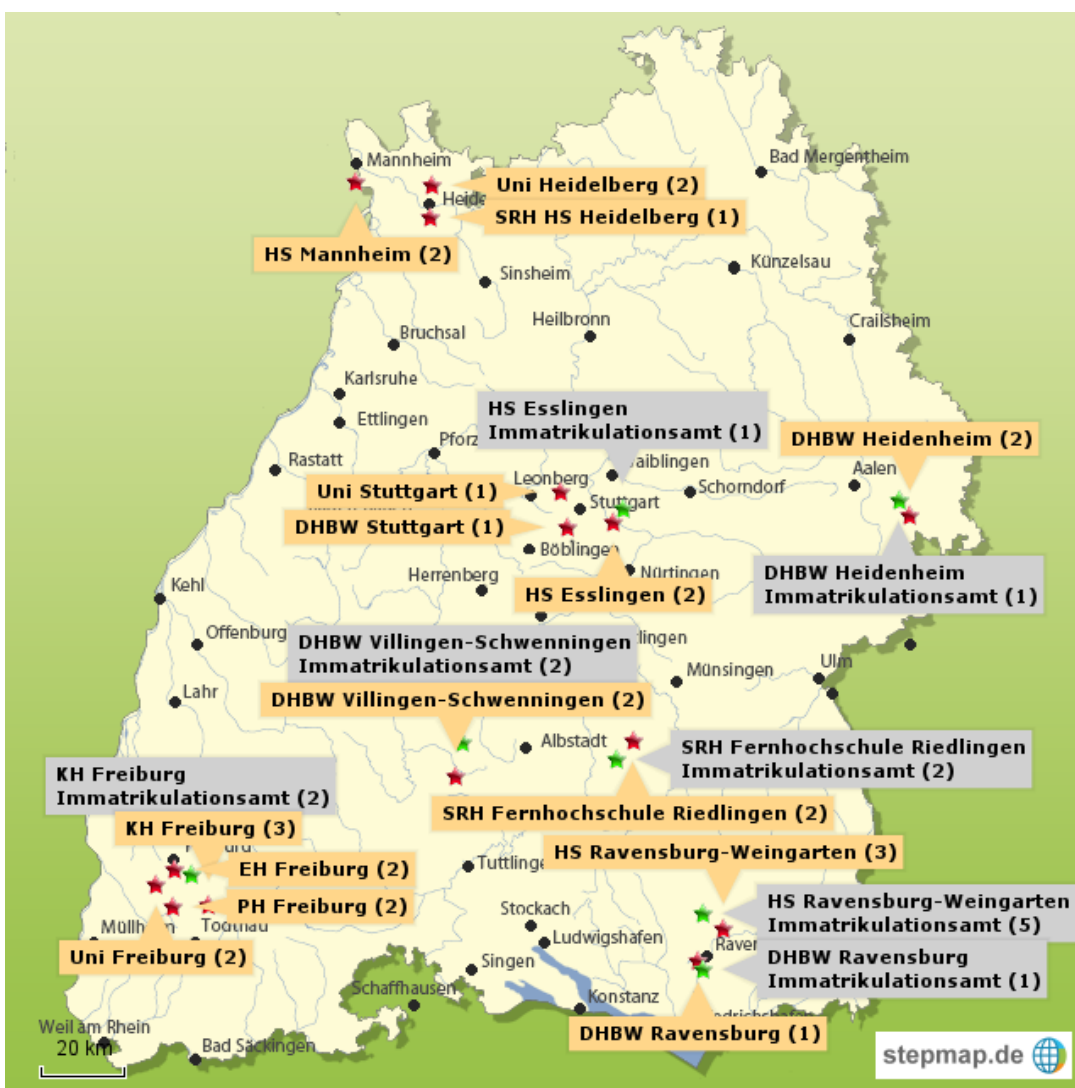 Mannheim
Bad Mergentheim
Uni Heidelberg (2)
SRH HS Heidelberg (1)
HS Mannheim (2)
Künzelsau
Sinsheim
Heilbronn
Crailsheim
Bruchsal
Karlsruhe
Ettlingen
HS Esslingen
Immatrikulationsamt (1)
DHBW Heidenheim (2)
Rastatt
Aalen
Leonberg
Schorndorf
Uni Stuttgart (1)
Stuttgart
DHBW Stuttgart (1)
Böblingen
Herrenberg
Nürtingen
DHBW Heidenheim
Immatrikulationsamt (1)
HS Esslingen (2)
Kehl
Offenburg
DHBW Villingen-Schwenningen
Immatrikulationsamt (2)
Münsingen
Ulm
Lahr
DHBW Villingen-Schwenningen (2)
Albstadt
SRH Fernhochschule Riedlingen
Immatrikulationsamt (2)
KH Freiburg
Immatrikulationsamt (2)
SRH Fernhochschule Riedlingen (2)
KH Freiburg (3)
HS Ravensburg-Weingarten (3)
EH Freiburg (2)
Tuttlingen
PH Freiburg (2)
HS Ravensburg-Weingarten
Immatrikulationsamt (5)
Müllheim
Todtnau
Stockach
Ludwigshafen
Uni Freiburg (2)
DHBW Ravensburg
Immatrikulationsamt (1)
Singen
Schaffhausen
Konstanz
DHBW Ravensburg (1)
Weil am Rhein
20 km
Bad Säckingen
stepmap.de